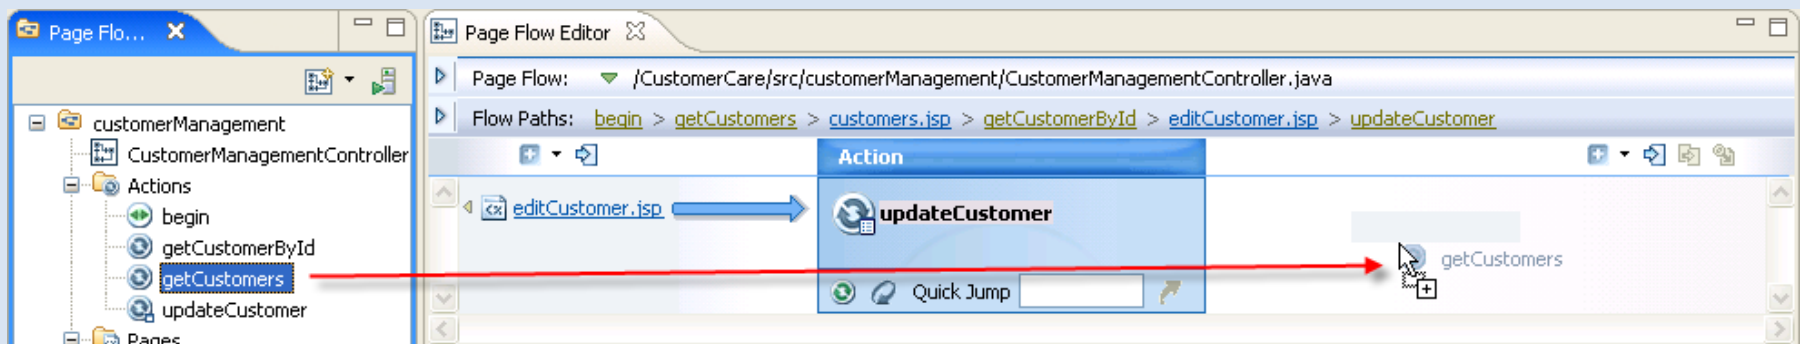 Page Flo...
customerManagement
CustomerManagementController
Actions
begin
getCustomerById
getCustomers
updateCustomer
Pages
Page Flow Editor
Page Flow: /CustomerCare/src/customerManagement/CustomerManagementController.java
Flow Paths: begin > getCustomers > customers.jsp > getCustomerById > editCustomer.jsp > updateCustomer
Action
editCustomer.jsp
updateCustomer
Quick Jump
getCustomers